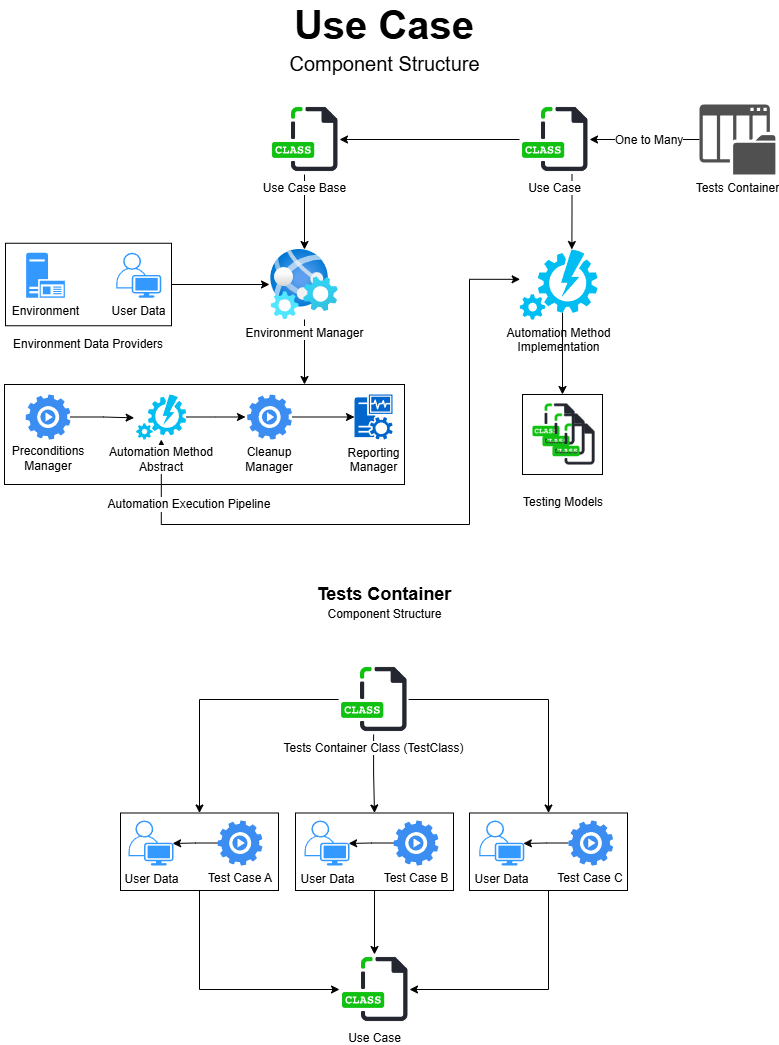 Use Case
Component Structure
CLASS
CLASS
One to Many
Use Case Base
Use Case
Tests Container
Environment
User Data
Environment Data Providers
Environment Manager
Automation Method
Implementation
Preconditions
Manager
Automation Method
Abstract
Cleanup
Manager
Reporting
Manager
Automation Execution Pipeline
CLASS
CLASS
CLASS
Testing Models
Tests Container
Component Structure
CLASS
Tests Container Class (TestClass)
User Data
Test Case A
User Data
Test Case B
User Data
Test Case C
CLASS
Use Case